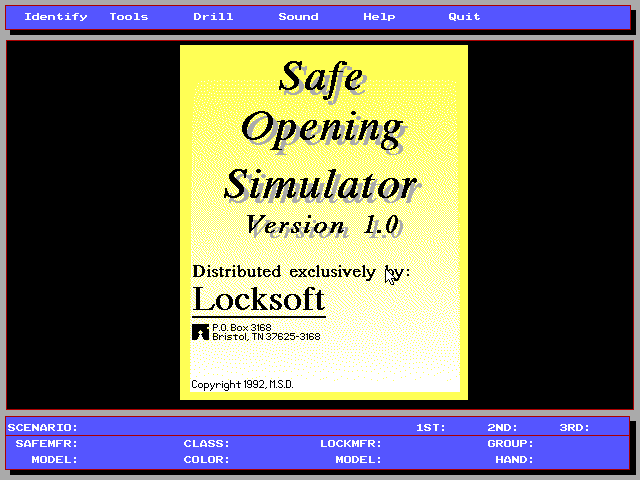 Identify Tools Drill Sound Help Quit
Safe
Opening
Simulator
Version 1.0
Distributed exclusively by:
Locksoft
P.O. Box 3168
Bristol, TN 37625-3168
Copyright 1992, M.S.D.
SCENARIO: 1ST: 2ND: 3RD:
SAFEMFR: CLASS: LOCKMFR: GROUP:
MODEL: COLOR: MODEL: HAND: